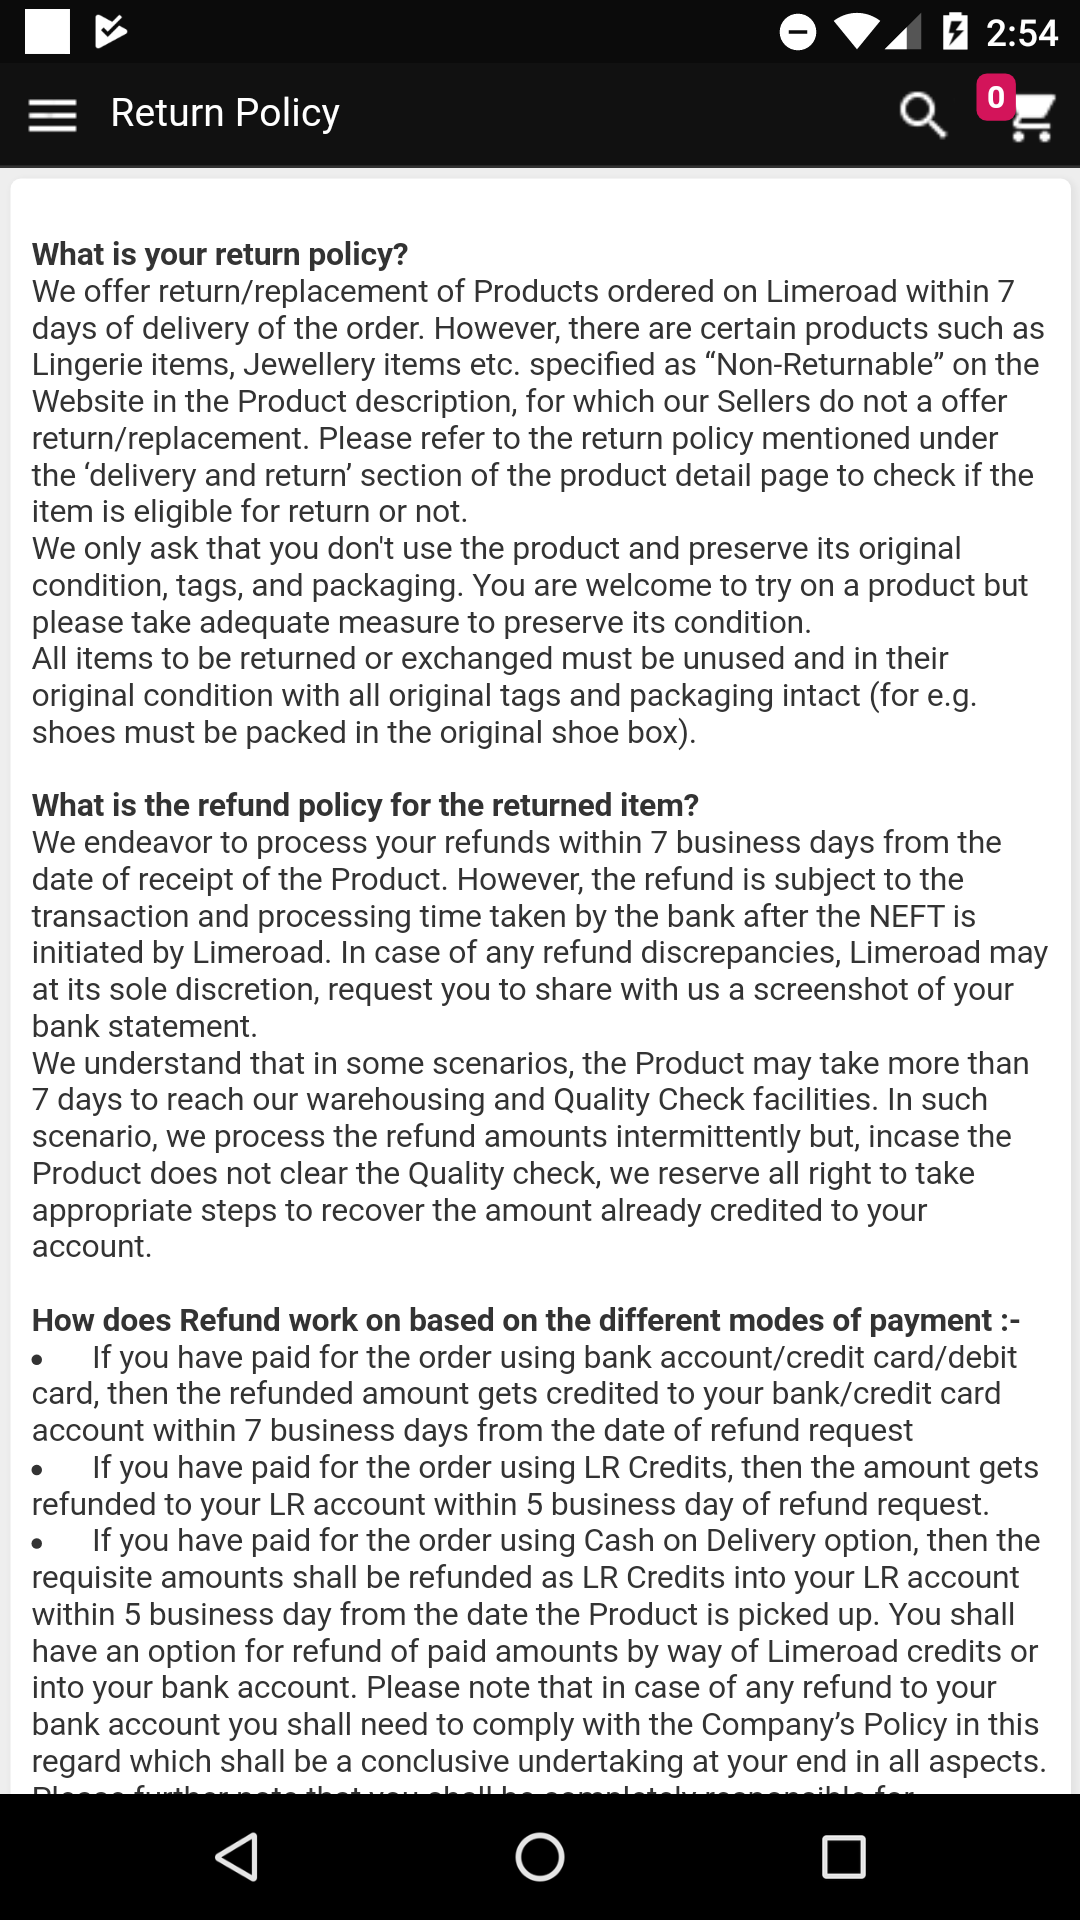 2:54
Return Policy
0
What is your return policy?
We offer return/replacement of Products ordered on Limeroad within 7
days of delivery of the order. However, there are certain products such as
Lingerie items, Jewellery items etc. specified as “Non-Returnable” on the
Website in the Product description, for which our Sellers do not a offer
return/replacement. Please refer to the return policy mentioned under
the ‘delivery and return’ section of the product detail page to check if the
item is eligible for return or not.
We only ask that you don't use the product and preserve its original
condition, tags, and packaging. You are welcome to try on a product but
please take adequate measure to preserve its condition.
All items to be returned or exchanged must be unused and in their
original condition with all original tags and packaging intact (for e.g.
shoes must be packed in the original shoe box).
What is the refund policy for the returned item?
We endeavor to process your refunds within 7 business days from the
date of receipt of the Product. However, the refund is subject to the
transaction and processing time taken by the bank after the NEFT is
initiated by Limeroad. In case of any refund discrepancies, Limeroad may
at its sole discretion, request you to share with us a screenshot of your
bank statement.
We understand that in some scenarios, the Product may take more than
7 days to reach our warehousing and Quality Check facilities. In such
scenario, we process the refund amounts intermittently but, incase the
Product does not clear the Quality check, we reserve all right to take
appropriate steps to recover the amount already credited to your
account.
How does Refund work on based on the different modes of payment :-
• If you have paid for the order using bank account/credit card/debit
card, then the refunded amount gets credited to your bank/credit card
account within 7 business days from the date of refund request
• If you have paid for the order using LR Credits, then the amount gets
refunded to your LR account within 5 business day of refund request.
• If you have paid for the order using Cash on Delivery option, then the
requisite amounts shall be refunded as LR Credits into your LR account
within 5 business day from the date the Product is picked up. You shall
have an option for refund of paid amounts by way of Limeroad credits or
into your bank account. Please note that in case of any refund to your
bank account you shall need to comply with the Company’s Policy in this
regard which shall be a conclusive undertaking at your end in all aspects.
Please further note that you shall be completely responsible for